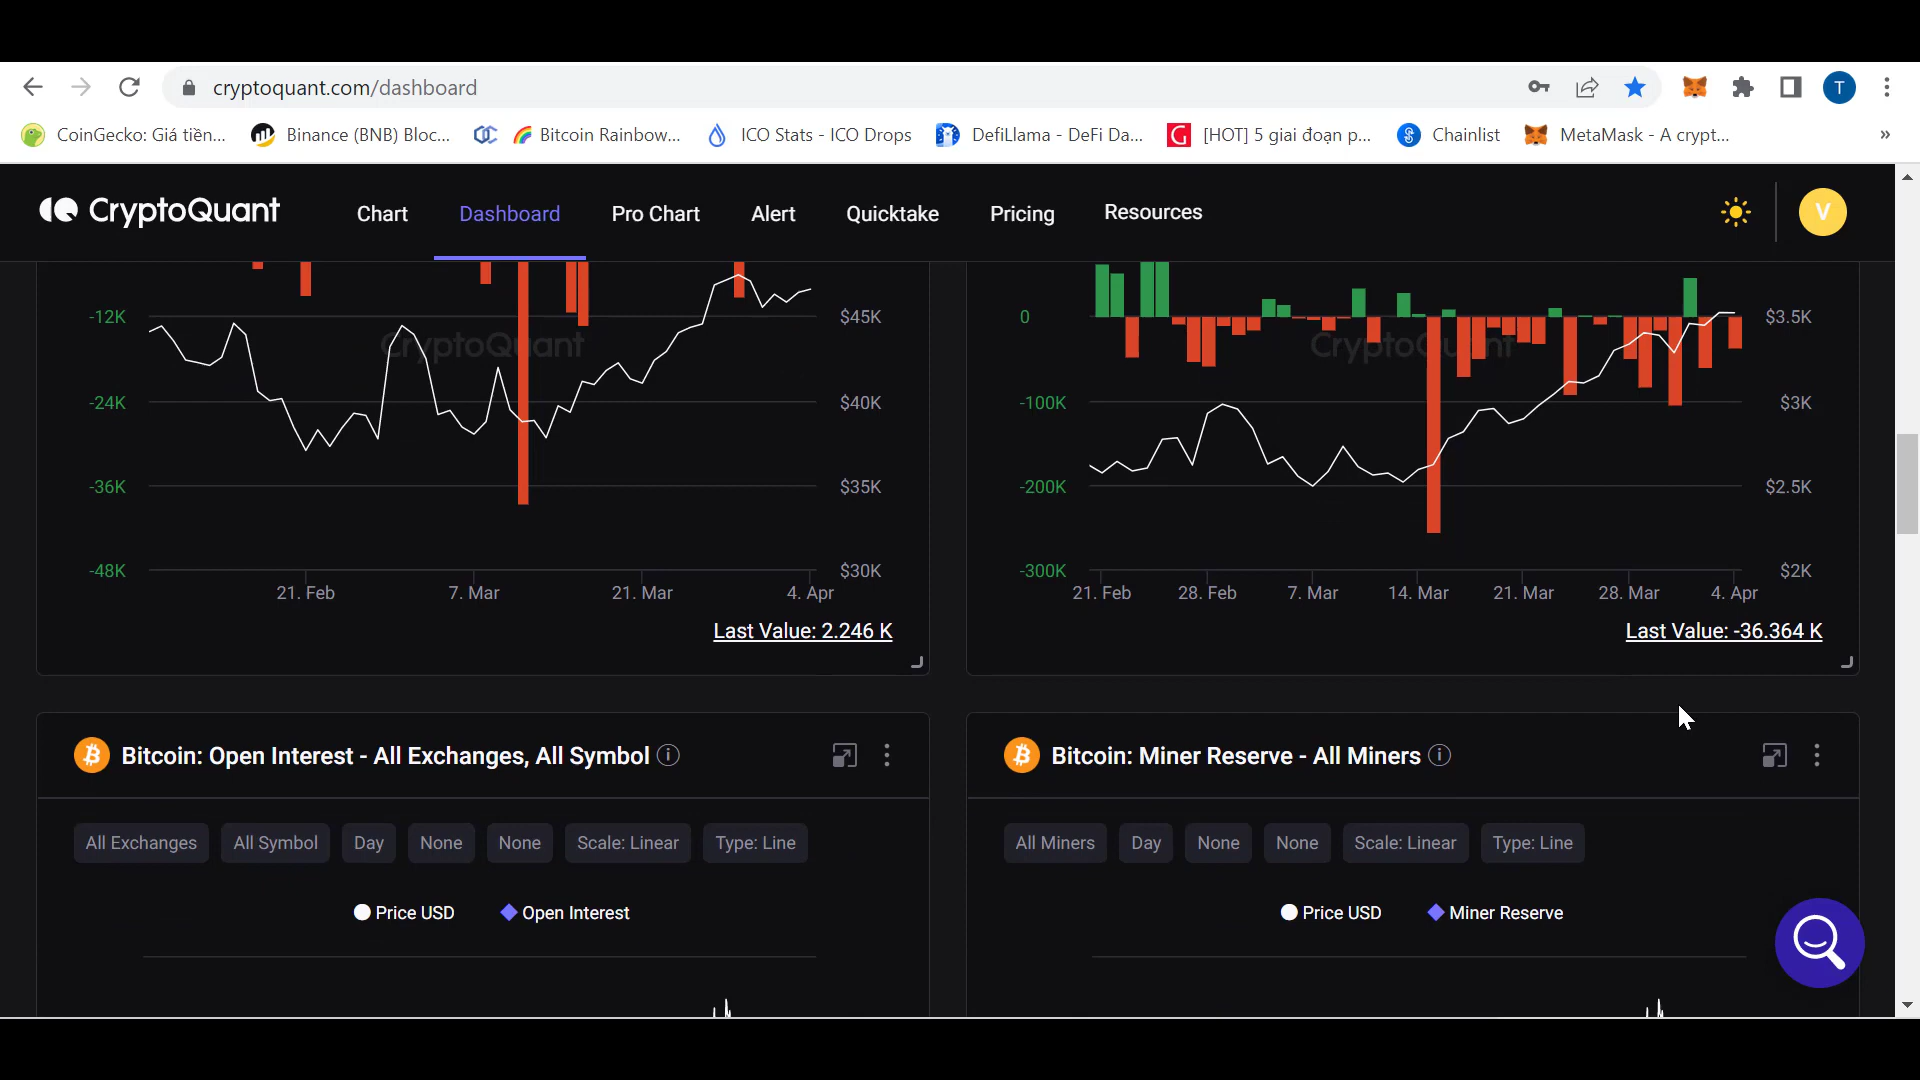 cryptoquant.com/dashboard
T
CoinGecko: Giá tiền... Binance (BNB) Bloc... Bitcoin Rainbow... ICO Stats - ICO Drops DefiLlama - DeFi Da... [HOT] 5 giai đoạn p... Chainlist MetaMask - A crypt... »
CryptoQuant Chart Dashboard Pro Chart Alert Quicktake Pricing Resources V
-12K $45K
CryptoQuant
-24K $40K
-36K $35K
-48K $30K
21. Feb 7. Mar 21. Mar 4. Apr
Last Value: 2.246 K
0 $3.5K
CryptoQuant
-100K $3K
-200K $2.5K
-300K $2K
21. Feb 28. Feb 7. Mar 14. Mar 21. Mar 28. Mar 4. Apr
Last Value: -36.364 K
Bitcoin: Open Interest - All Exchanges, All Symbol
All Exchanges All Symbol Day None None Scale: Linear Type: Line
Price USD Open Interest
Bitcoin: Miner Reserve - All Miners
All Miners Day None None Scale: Linear Type: Line
Price USD Miner Reserve